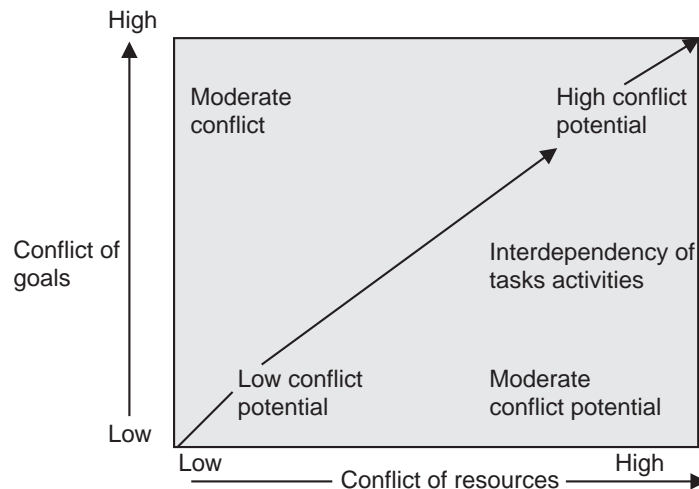 High
Moderate
conflict
High conflict
potential
Conflict of
goals
Interdependency of
tasks activities
Low conflict
potential
Moderate
conflict potential
Low
Low
High
Conflict of resources